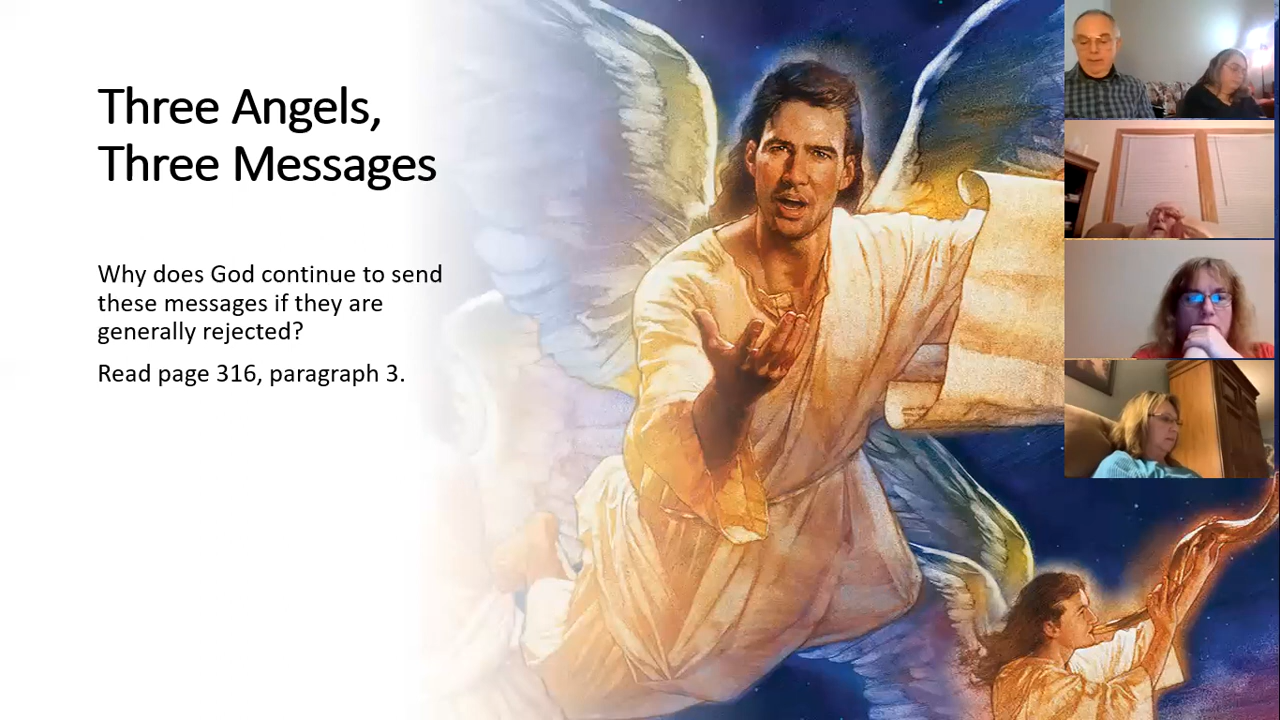 Three Angels,
Three Messages
Why does God continue to send
these messages if they are
generally rejected?
Read page 316, paragraph 3.